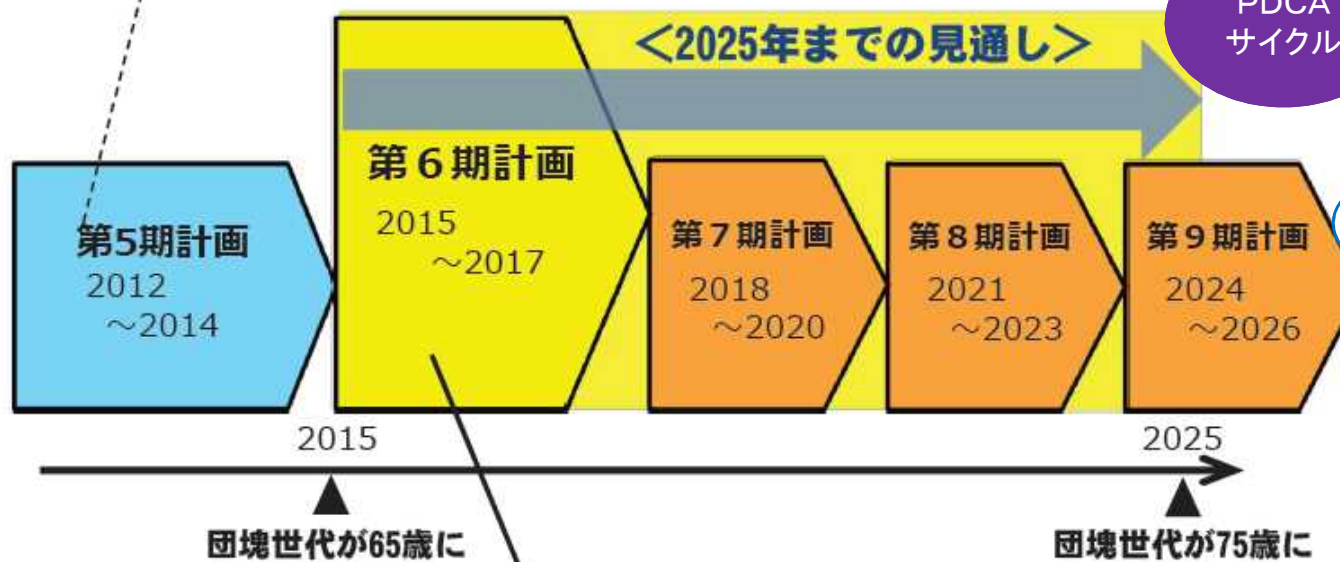 PDCA
サイクル
＜2025年までの見通し＞
第5期計画
2012
～2014
第６期計画
2015
～2017
第７期計画
2018
～2020
第８期計画
2021
～2023
第９期計画
2024
～2026
2015
2025
団塊世代が65歳に
団塊世代が75歳に